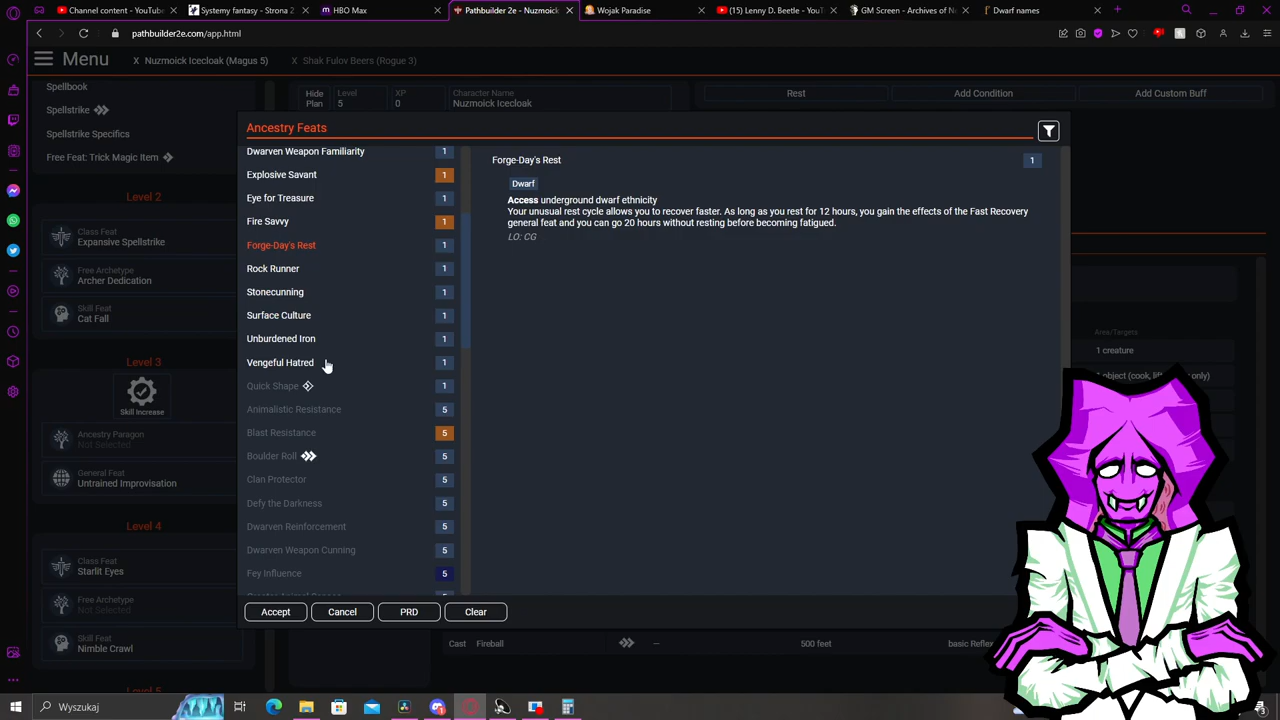 Channel content - YouTube
Systemy fantasy - Strona 2
HBO Max
Pathbuilder 2e - Nuzmoick
Wojak Paradise
(15) Lenny D. Beetle - YouT
GM Screen - Archives of N
Dwarf names
pathbuilder2e.com/app.html
Menu
X Nuzmoick Icecloak (Magus 5)
X Shak Fulov Beers (Rogue 3)
Spellbook
Spellstrike
Spellstrike Specifics
Free Feat: Trick Magic Item
Level 2
Class Feat
Expansive Spellstrike
Free Archetype
Archer Dedication
Skill Feat
Cat Fall
Level 3
Skill Increase
Ancestry Paragon
Not Selected
General Feat
Untrained Improvisation
Level 4
Class Feat
Starlit Eyes
Free Archetype
Not Selected
Skill Feat
Nimble Crawl
Level 5
Hide
Plan
Level
5
XP
0
Character Name
Nuzmoick Icecloak
Rest
Add Condition
Add Custom Buff
Ancestry Feats
Dwarven Weapon Familiarity 1
Explosive Savant 1
Eye for Treasure 1
Fire Savvy 1
Forge-Day's Rest 1
Rock Runner 1
Stonecunning 1
Surface Culture 1
Unburdened Iron 1
Vengeful Hatred 1
Quick Shape 1
Animalistic Resistance 5
Blast Resistance 5
Boulder Roll 5
Clan Protector 5
Defy the Darkness 5
Dwarven Reinforcement 5
Dwarven Weapon Cunning 5
Fey Influence 5
Forge-Day's Rest 1
Dwarf
Access underground dwarf ethnicity
Your unusual rest cycle allows you to recover faster. As long as you rest for 12 hours, you gain the effects of the Fast Recovery
general feat and you can go 20 hours without resting before becoming fatigued.
LO: CG
Accept
Cancel
PRD
Clear
Area/Targets
1 creature
object (cook, lift, only)
Cast Fireball — 500 feet basic Reflex
Wyszukaj